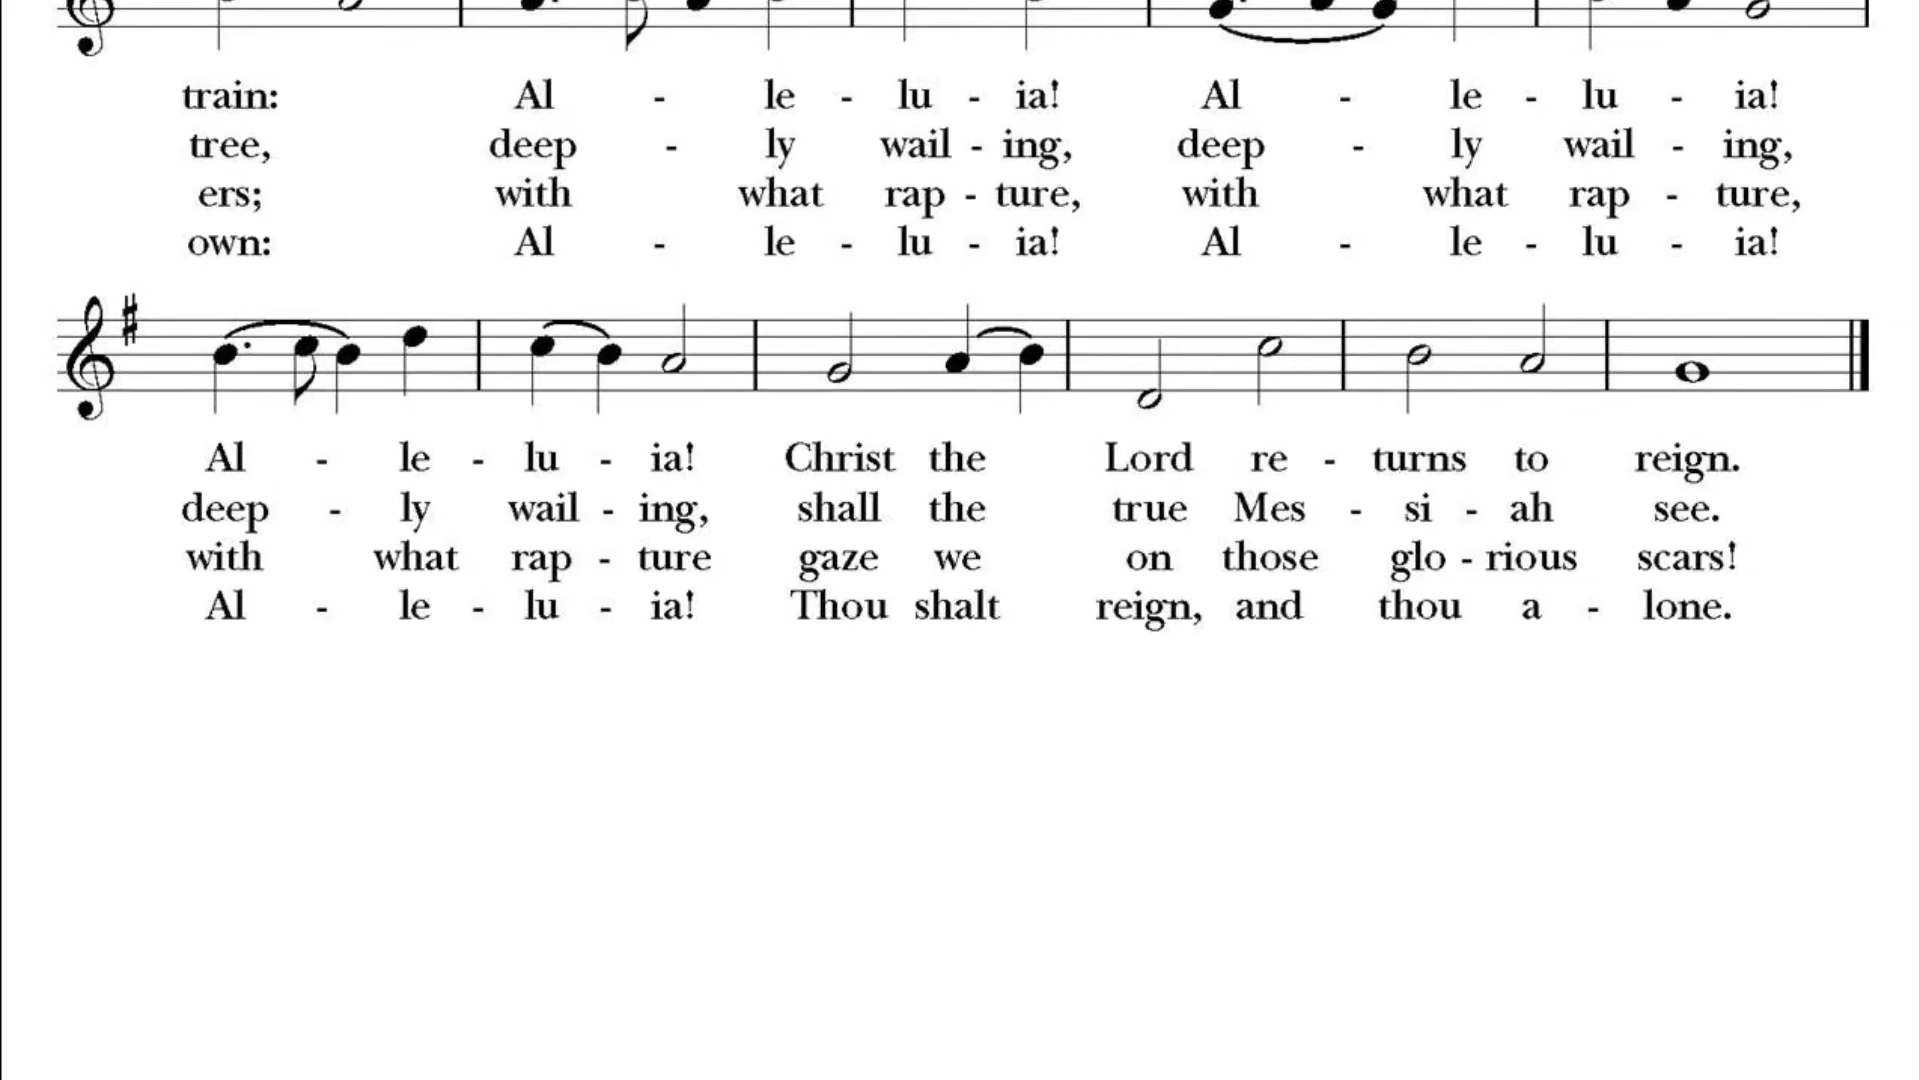 train: Al - le - lu - ia! Al - le - lu - ia!
tree, deep - ly wail - ing, deep - ly wail - ing,
ers; with what rap - ture, with what rap - ture,
own: Al - le - lu - ia! Al - le - lu - ia!
Al - le - lu - ia! Christ the Lord re - turns to reign.
deep - ly wail - ing, shall the true Mes - si - ah see.
with what rap - ture gaze we on those glo - rious scars!
Al - le - lu - ia! Thou shalt reign, and thou a - lone.